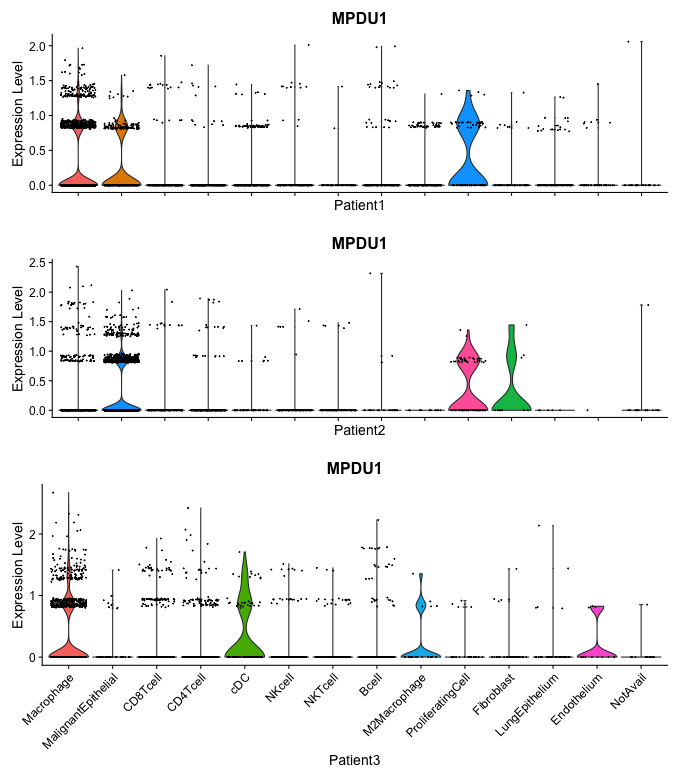 MPDU1
Expression Level
2.0
1.5
1.0
0.5
0.0
Patient1
MPDU1
Expression Level
2.5
2.0
1.5
1.0
0.5
0.0
Patient2
MPDU1
Expression Level
2
1
0
Macrophage
MalignantEpithelial
CD8Tcell
CD4Tcell
cDC
NKcell
NKTcell
Bcell
M2Macrophage
ProliferatingCell
Fibroblast
LungEpithelium
Endothelium
NotAvail
Patient3